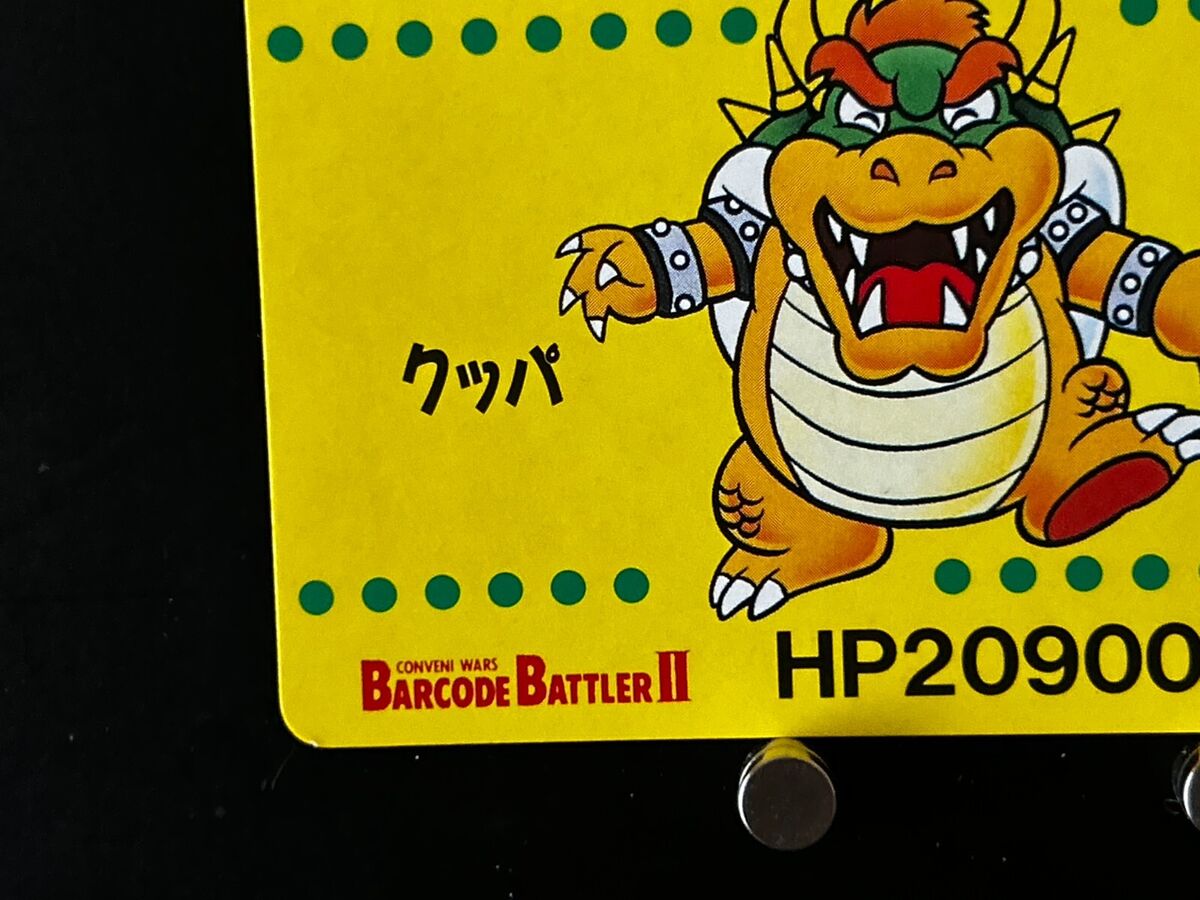 クッパ
CONVENI WARS
BARCODE BATTLER II
HP20900